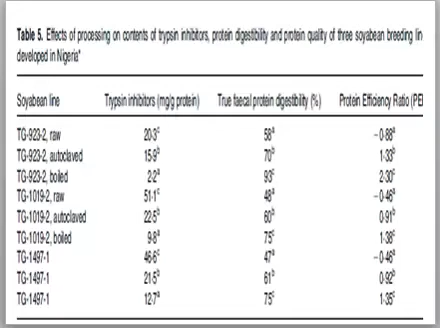 Table 5. Effects of processing on contents of trypsin inhibitors, protein digestibility and protein quality of three soyabean breeding lin
developed in Nigeria*
Soyabean line Trypsin inhibitors (mg/g protein) True faecal protein digestibility (%) Protein Efficiency Ratio (PE
TG-923-2, raw 20·3c 58a −0·88a
TG-923-2, autoclaved 15·9b 70b 1·33b
TG-923-2, boiled 2·2a 93c 2·30c
TG-1019-2, raw 51·1c 48a −0·46a
TG-1019-2, autoclaved 22·5b 60b 0·91b
TG-1019-2, boiled 9·8a 75c 1·38c
TG-1497-1 46·6c 47a −0·46a
TG-1497-1 21·5b 61b 0·92b
TG-1497-1 12·7a 75c 1·35c